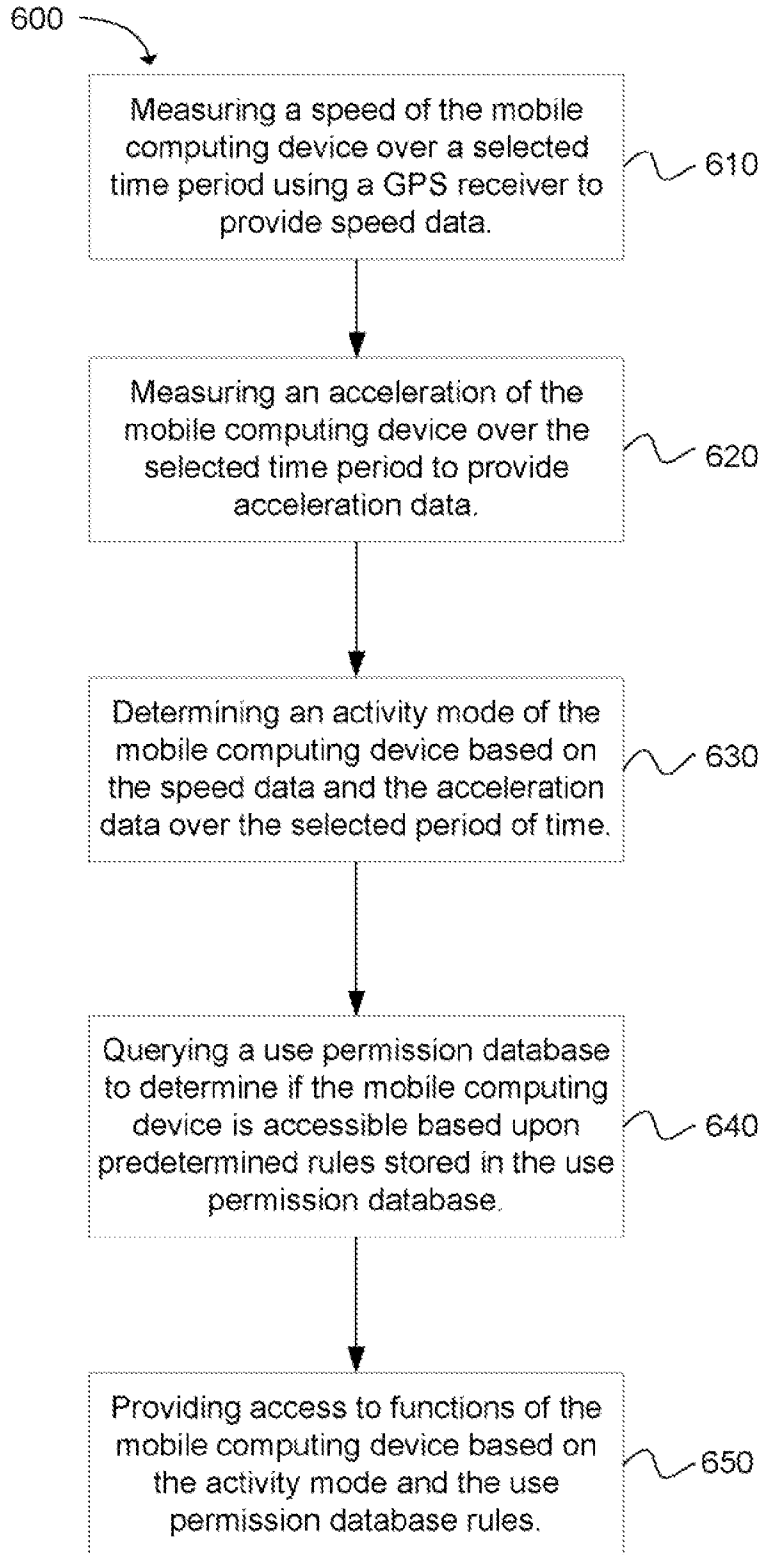 600
Measuring a speed of the mobile
computing device over a selected
time period using a GPS receiver to
provide speed data.
610
Measuring an acceleration of the
mobile computing device over the
selected time period to provide
acceleration data.
620
Determining an activity mode of the
mobile computing device based on
the speed data and the acceleration
data over the selected period of time.
630
Querying a use permission database
to determine if the mobile computing
device is accessible based upon
predetermined rules stored in the use
permission database.
640
Providing access to functions of the
mobile computing device based on
the activity mode and the use
permission database rules.
650